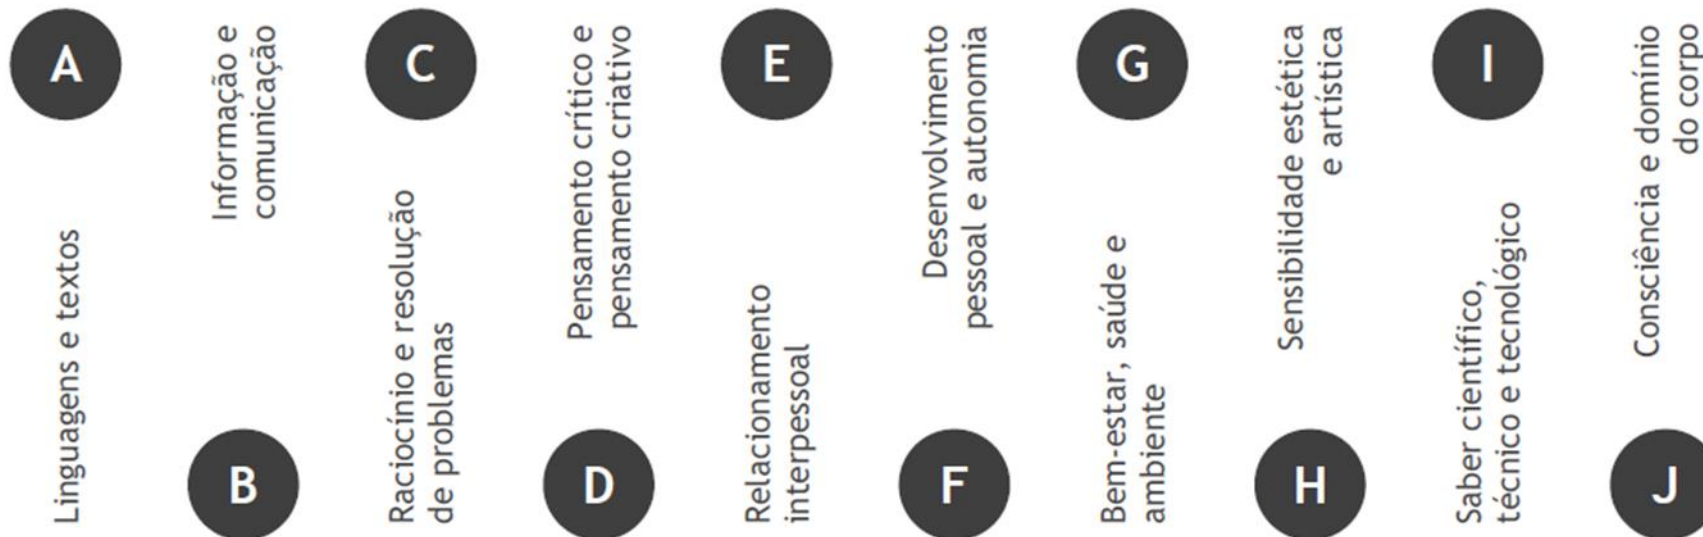 A
Linguagens e textos
B
Informação e
comunicação
C
Raciocínio e resolução
de problemas
D
Pensamento crítico e
pensamento criativo
E
Relacionamento
interpessoal
F
Desenvolvimento
pessoal e autonomia
G
Bem-estar, saúde e
ambiente
H
Sensibilidade estética
e artística
I
Saber científico,
técnico e tecnológico
J
Consciência e domínio
do corpo